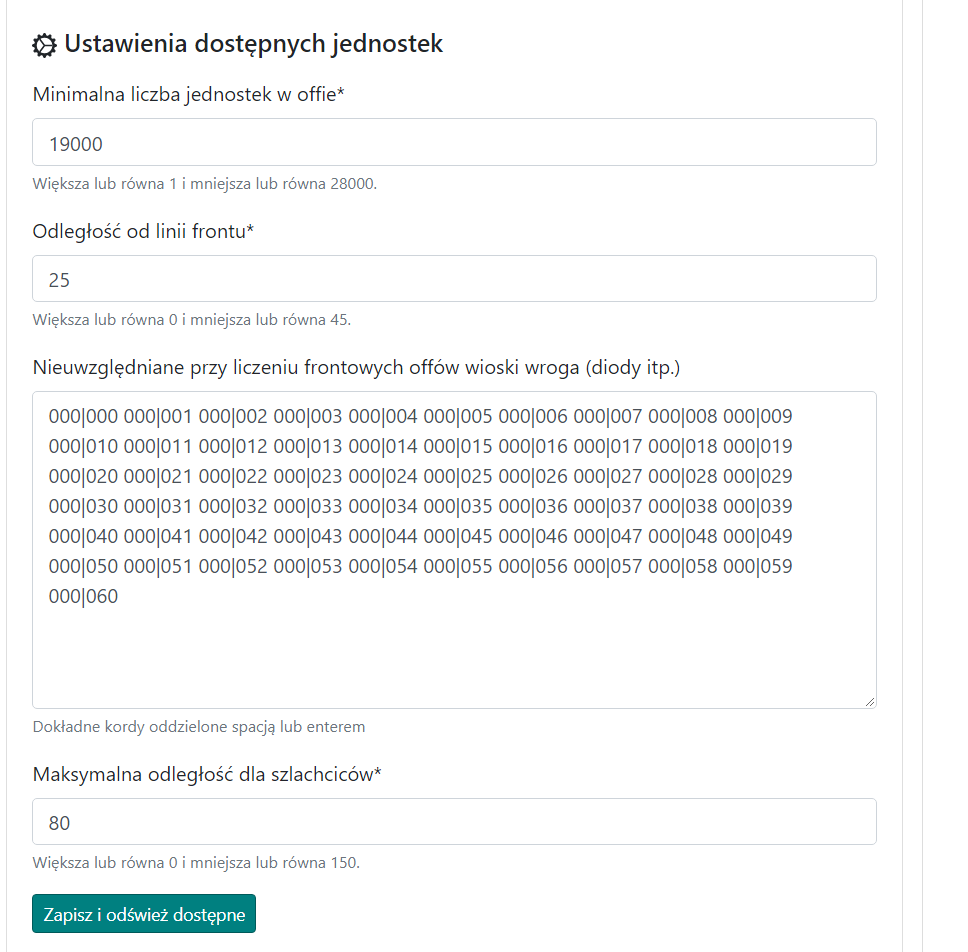 Ustawienia dostępnych jednostek
Minimalna liczba jednostek w offie*
19000
Większa lub równa 1 i mniejsza lub równa 28000.
Odległość od linii frontu*
25
Większa lub równa 0 i mniejsza lub równa 45.
Nieuwzględniane przy liczeniu frontowych offów wioski wroga (diody itp.)
000|000 000|001 000|002 000|003 000|004 000|005 000|006 000|007 000|008 000|009
000|010 000|011 000|012 000|013 000|014 000|015 000|016 000|017 000|018 000|019
000|020 000|021 000|022 000|023 000|024 000|025 000|026 000|027 000|028 000|029
000|030 000|031 000|032 000|033 000|034 000|035 000|036 000|037 000|038 000|039
000|040 000|041 000|042 000|043 000|044 000|045 000|046 000|047 000|048 000|049
000|050 000|051 000|052 000|053 000|054 000|055 000|056 000|057 000|058 000|059
000|060
Dokładne kordy oddzielone spacją lub enterem
Maksymalna odległość dla szlachciców*
80
Większa lub równa 0 i mniejsza lub równa 150.
Zapisz i odśwież dostępne